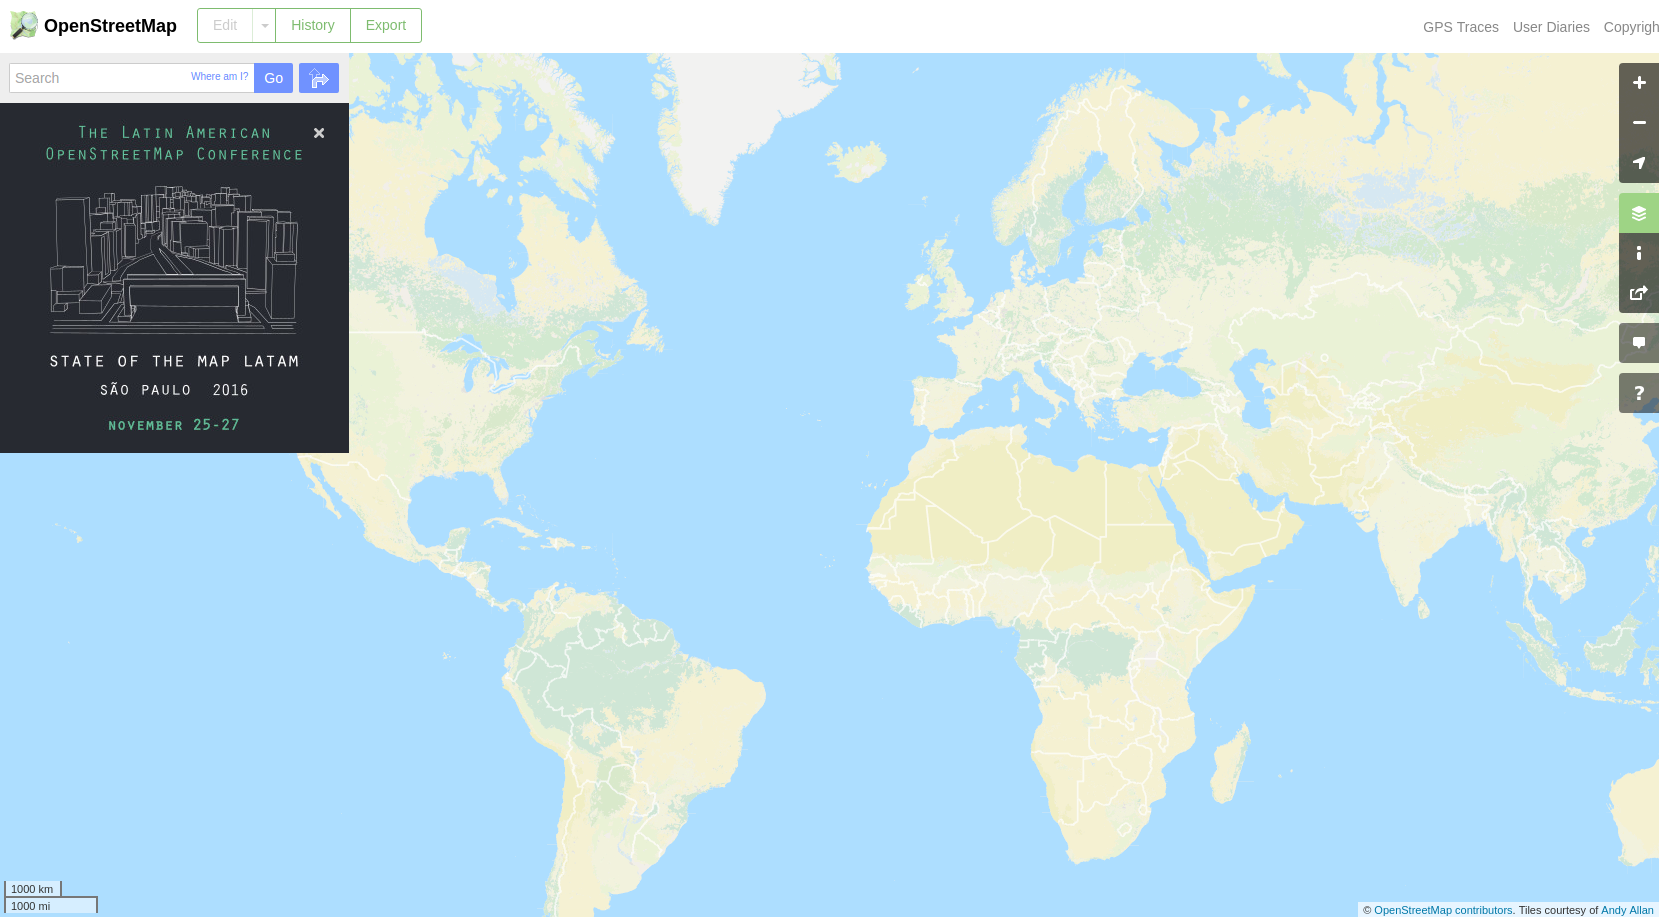 OpenStreetMap
Edit
History
Export
GPS Traces
User Diaries
Copyrigh
Search
Where am I?
Go
The Latin American
OpenStreetMap Conference
STATE OF THE MAP LATAM
SÃO PAULO 2016
NOVEMBER 25-27
1000 km
1000 mi
© OpenStreetMap contributors. Tiles courtesy of Andy Allan